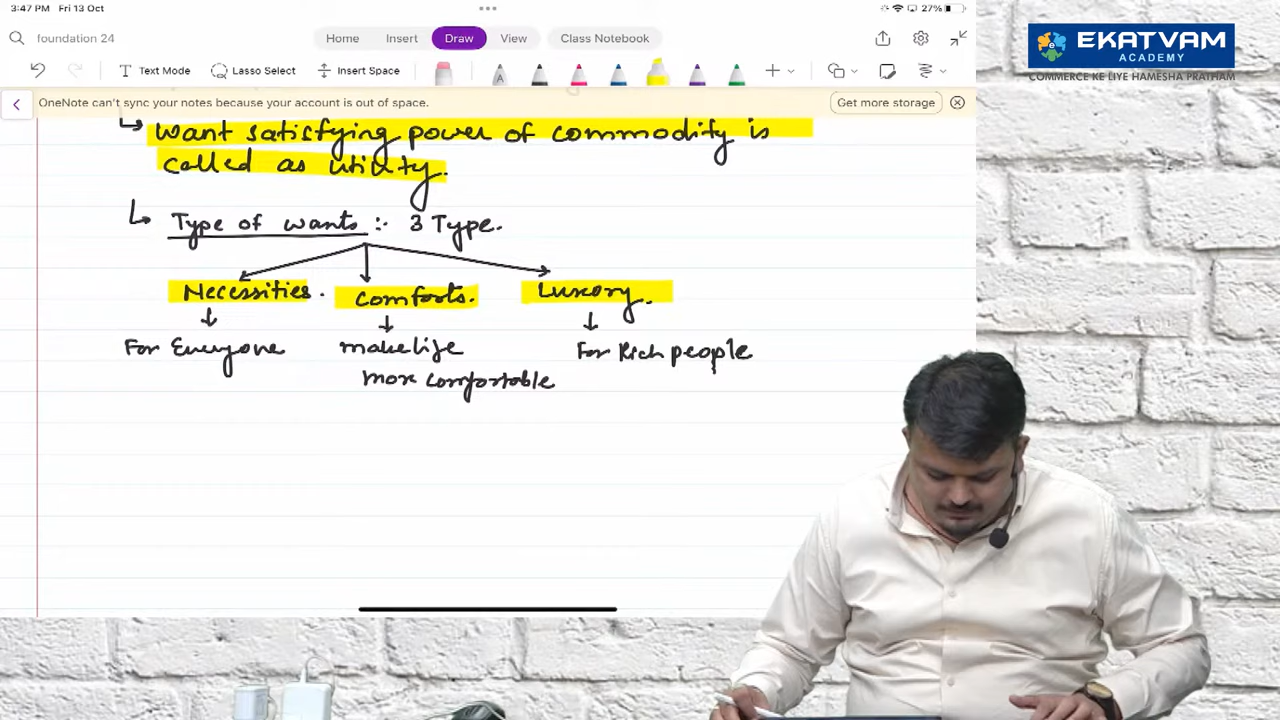 3:47 PM Fri 13 Oct
27%
foundation 24
Home Insert Draw View Class Notebook
Text Mode Lasso Select Insert Space
OneNote can't sync your notes because your account is out of space.
Get more storage
EKATVAM
ACADEMY
COMMERCE KE LIYE HAMESHA PRATHAM
Want satisfying power of commodity is
called as utility.
Type of wants :- 3 Type.
Necessities. Comforts. Luxury.
For Everyone make life For Rich people
more comfortable